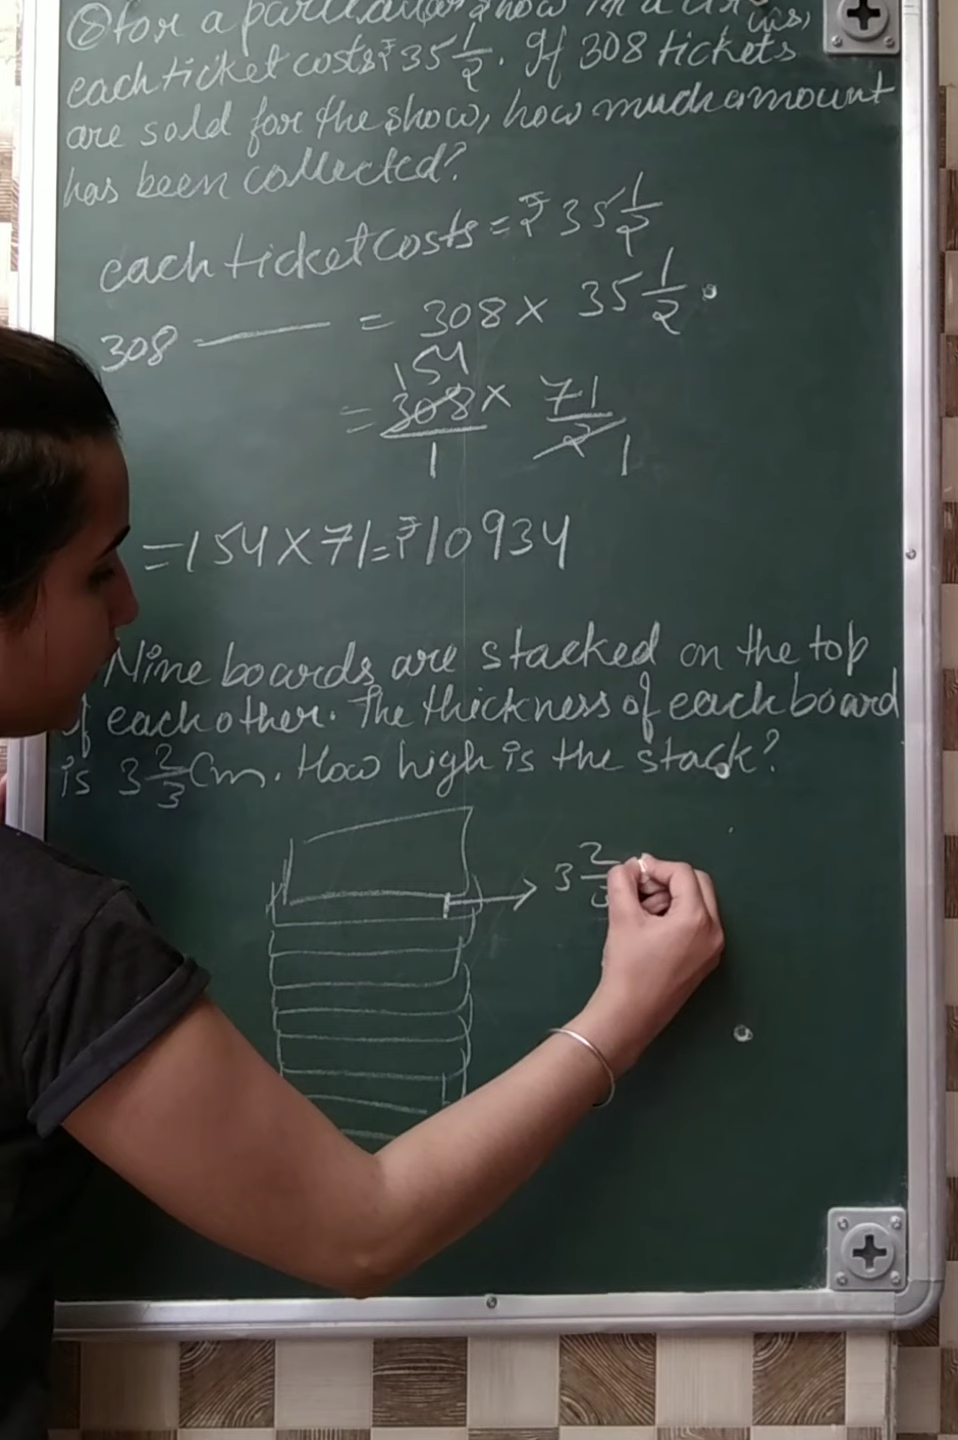 ⑧ for a particular show in a circus,
each ticket costs ₹35 1/2. If 308 tickets
are sold for the show, how much amount
has been collected?
each ticket costs = ₹ 35 1/2
308 —— = 308 × 35 1/2
154
= 308/1 × 71/2 1
= 154 × 71 = ₹10934
Nine boards are stacked on the top
of each other. The thickness of each board
is 3 2/3 Cm. How high is the stack?
3 2/3